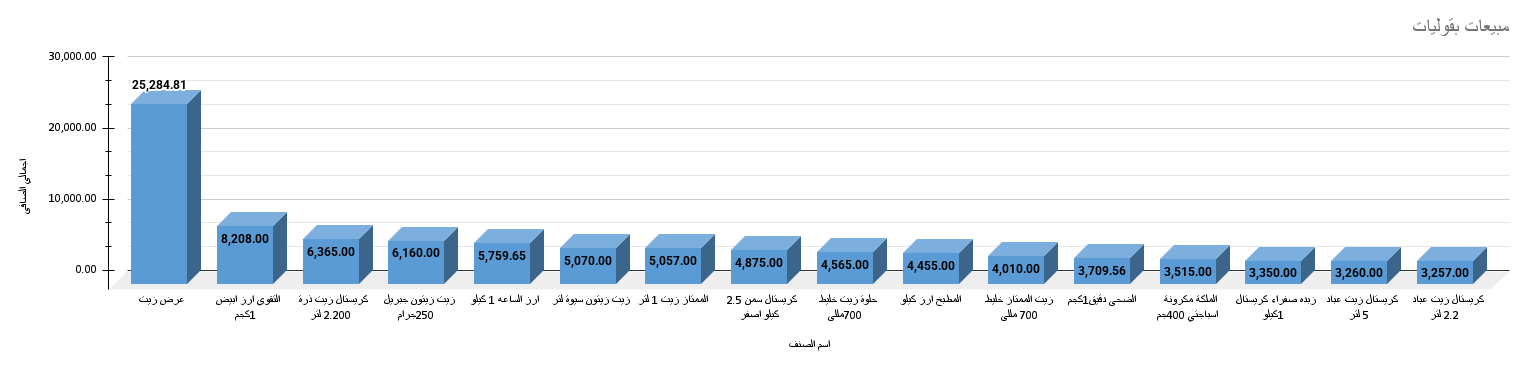 مبيعات بقوليات
30,000.00
20,000.00
10,000.00
0.00
اجمالي الصافى
25,284.81
8,208.00
6,365.00
6,160.00
5,759.65
5,070.00
5,057.00
4,875.00
4,565.00
4,455.00
4,010.00
3,709.56
3,515.00
3,350.00
3,260.00
3,257.00
عرض زيت
التقوى ارز ابيض
1كجم
كريستال زيت ذرة
2.200 لتر
زيت زيتون جبريل
250جرام
ارز الساعه 1 كيلو
زيت زيتون سيوة لتر
الممتاز زيت 1 لتر
كريستال سمن 2.5
كيلو اصفر
حلوة زيت خليط
700مللى
المطبخ ارز كيلو
زيت الممتاز خليط
700 مللى
الضحى دقيق1كجم
الملكة مكرونة
اسباجتى 400جم
زبده صفراء كريستال
1كيلو
كريستال زيت عباد
5 لتر
كريستال زيت عباد
2.2 لتر
اسم الصنف